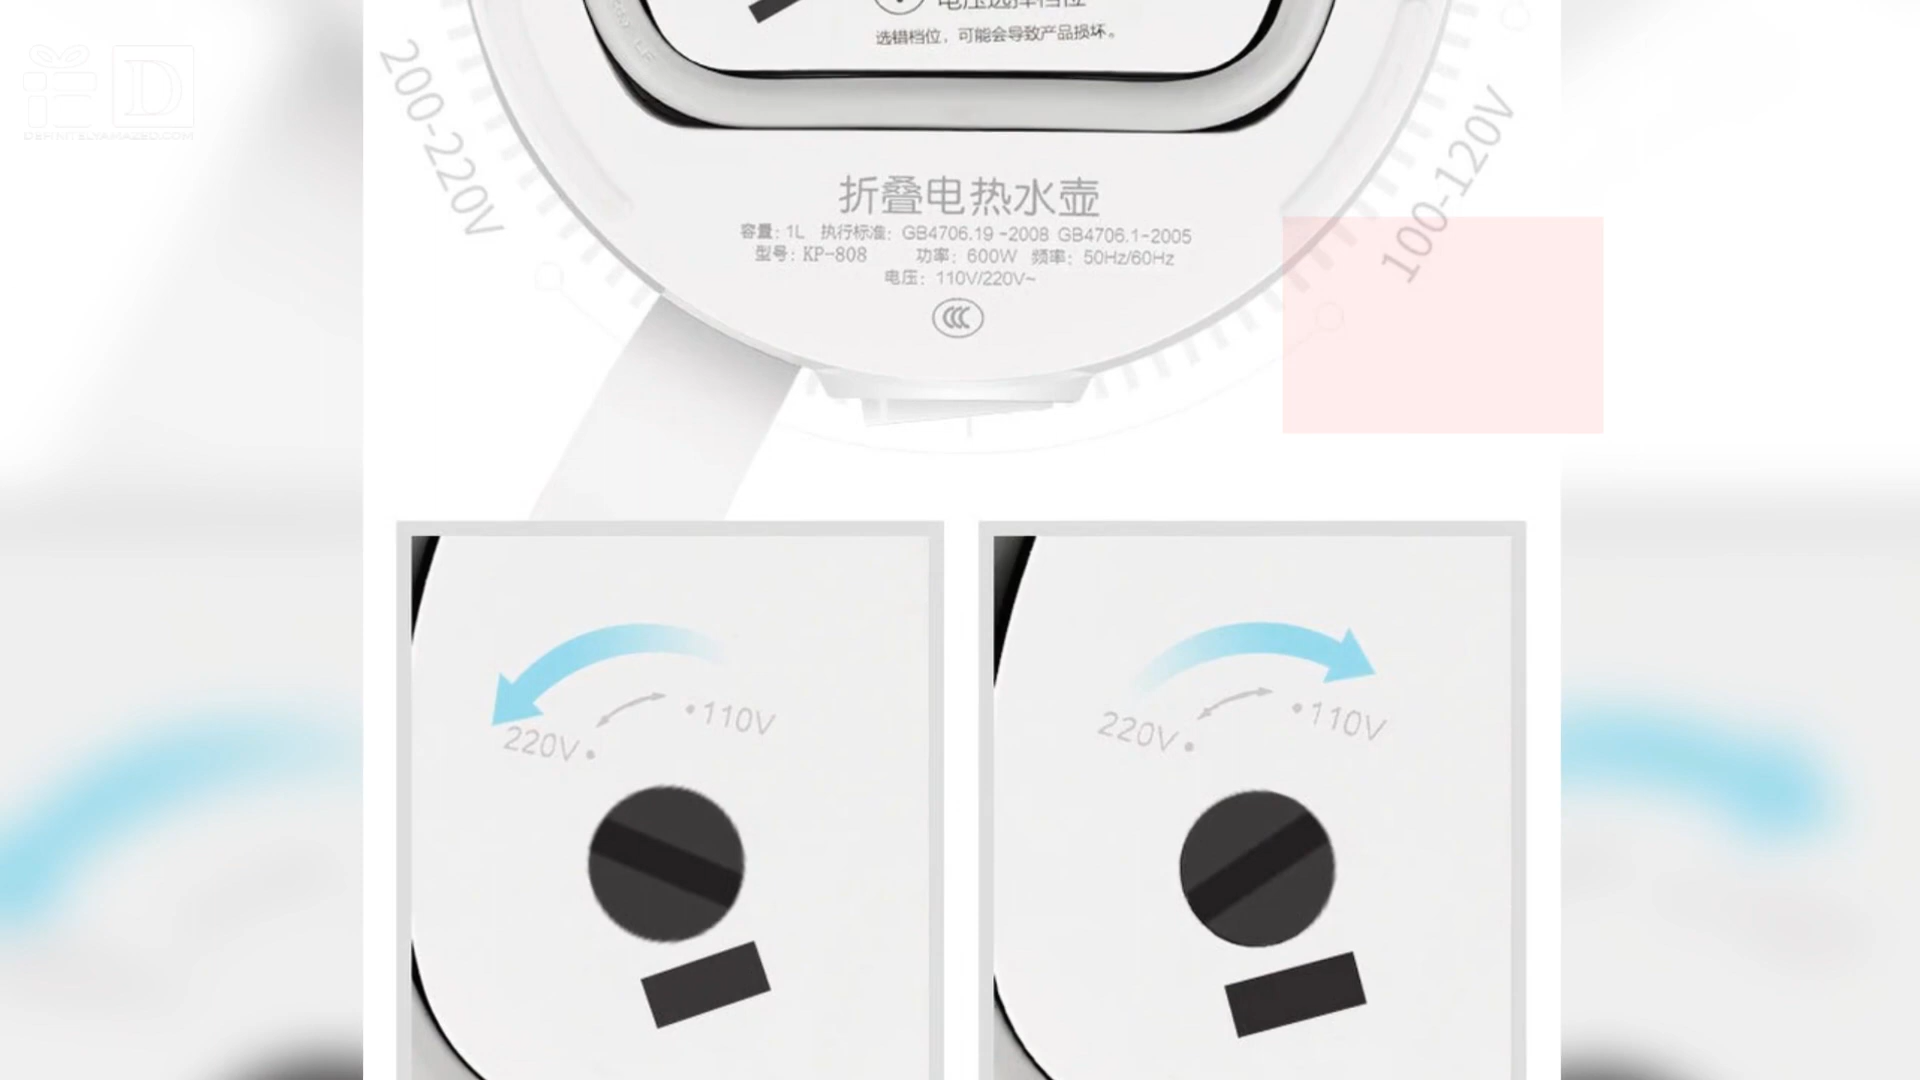 电压选择档位
选错档位，可能会导致产品损坏。
200-220V
100-120V
D
DEFINITELYAMAZED.COM
折叠电热水壶
容量：1L 执行标准：GB4706.19-2008 GB4706.1-2005
型号：KP-808 功率：600W 频率：50Hz/60Hz
电压：110V/220V~
CCC
220V •110V
220V •110V